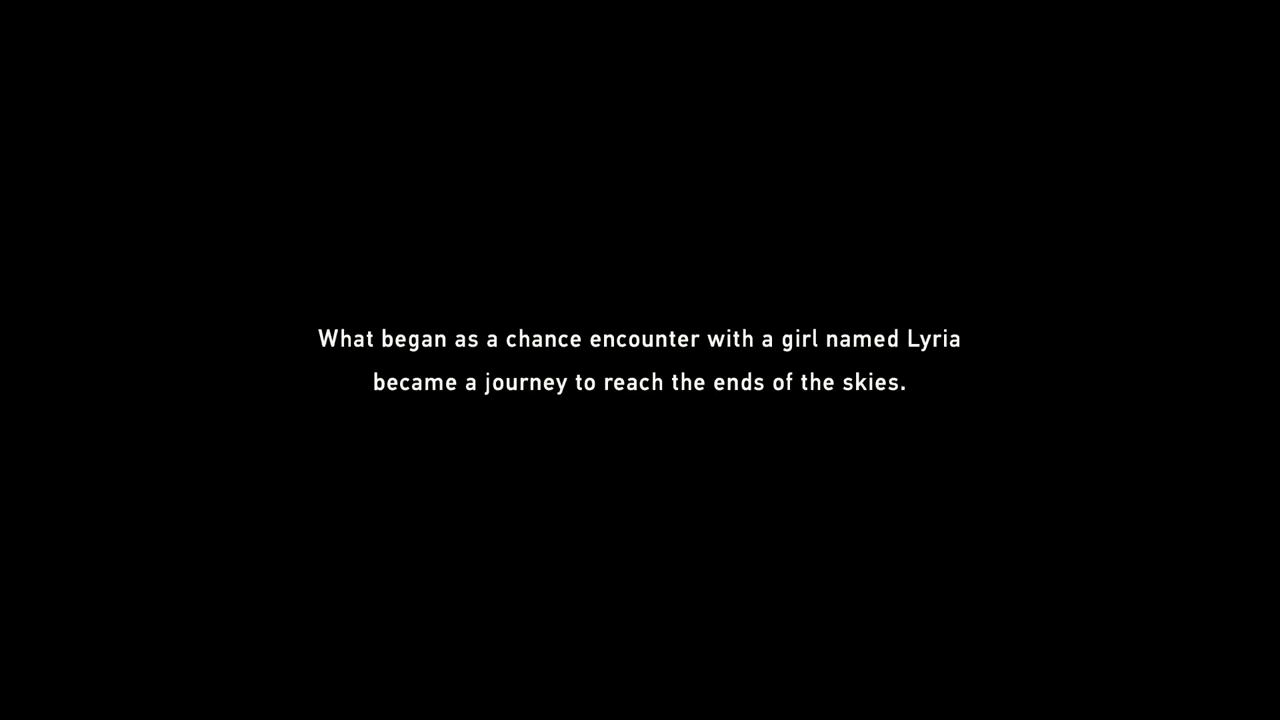 What began as a chance encounter with a girl named Lyria
became a journey to reach the ends of the skies.